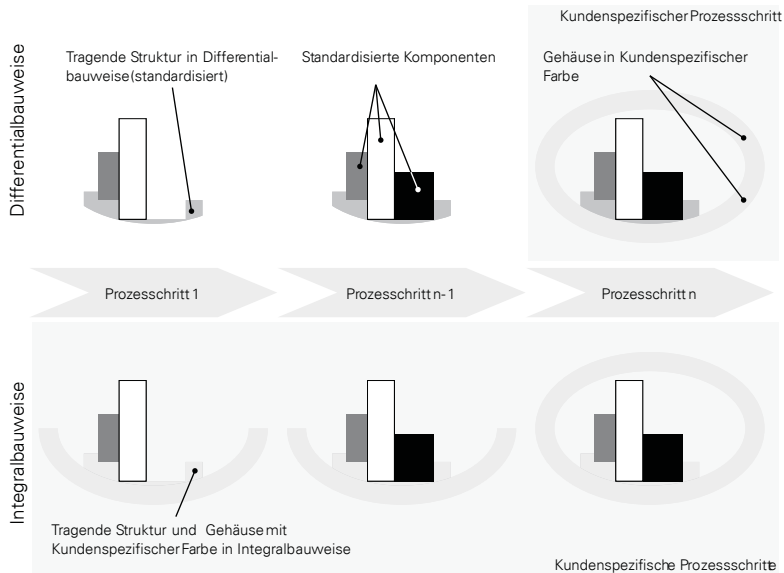 Kundenspezifischer Prozessschritt
Differentialbauweise
Tragende Struktur in Differential-
bauweise (standardisiert)
Standardisierte Komponenten
Gehäuse in Kundenspezifischer
Farbe
Prozesschritt 1
Prozesschritt n-1
Prozesschritt n
Integralbauweise
Tragende Struktur und Gehäuse mit
Kundenspezifischer Farbe in Integralbauweise
Kundenspezifische Prozessschritte